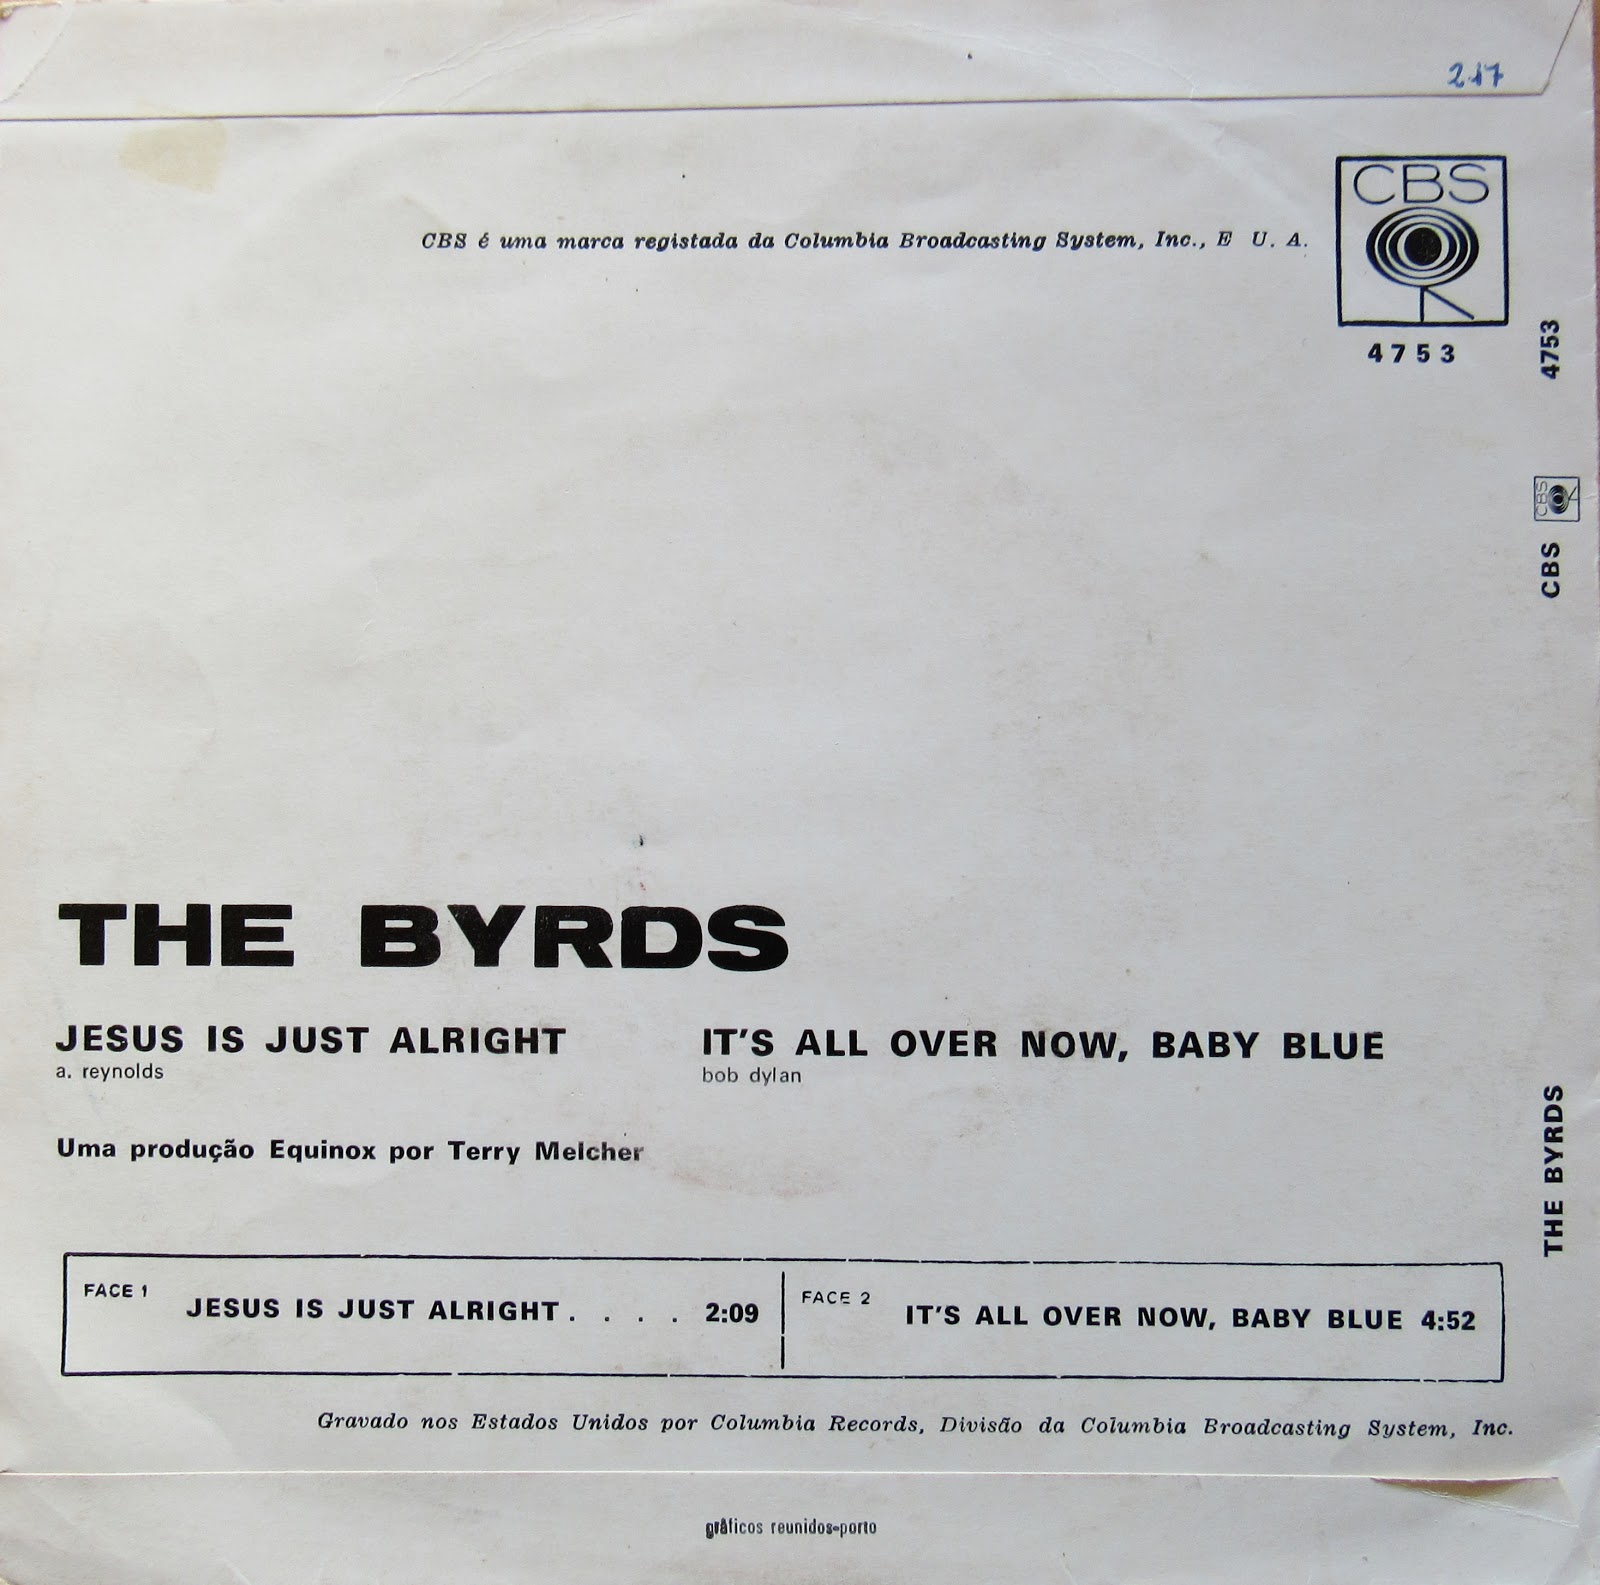 217
CBS
CBS é uma marca registada da Columbia Broadcasting System, Inc., E U. A.
4753
4753
CBS
CBS
THE BYRDS
THE BYRDS
JESUS IS JUST ALRIGHT
a. reynolds
IT'S ALL OVER NOW, BABY BLUE
bob dylan
Uma produção Equinox por Terry Melcher
FACE 1
JESUS IS JUST ALRIGHT. . . . 2:09
FACE 2
IT'S ALL OVER NOW, BABY BLUE 4:52
Gravado nos Estados Unidos por Columbia Records, Divisão da Columbia Broadcasting System, Inc.
gráficos reunidos-porto